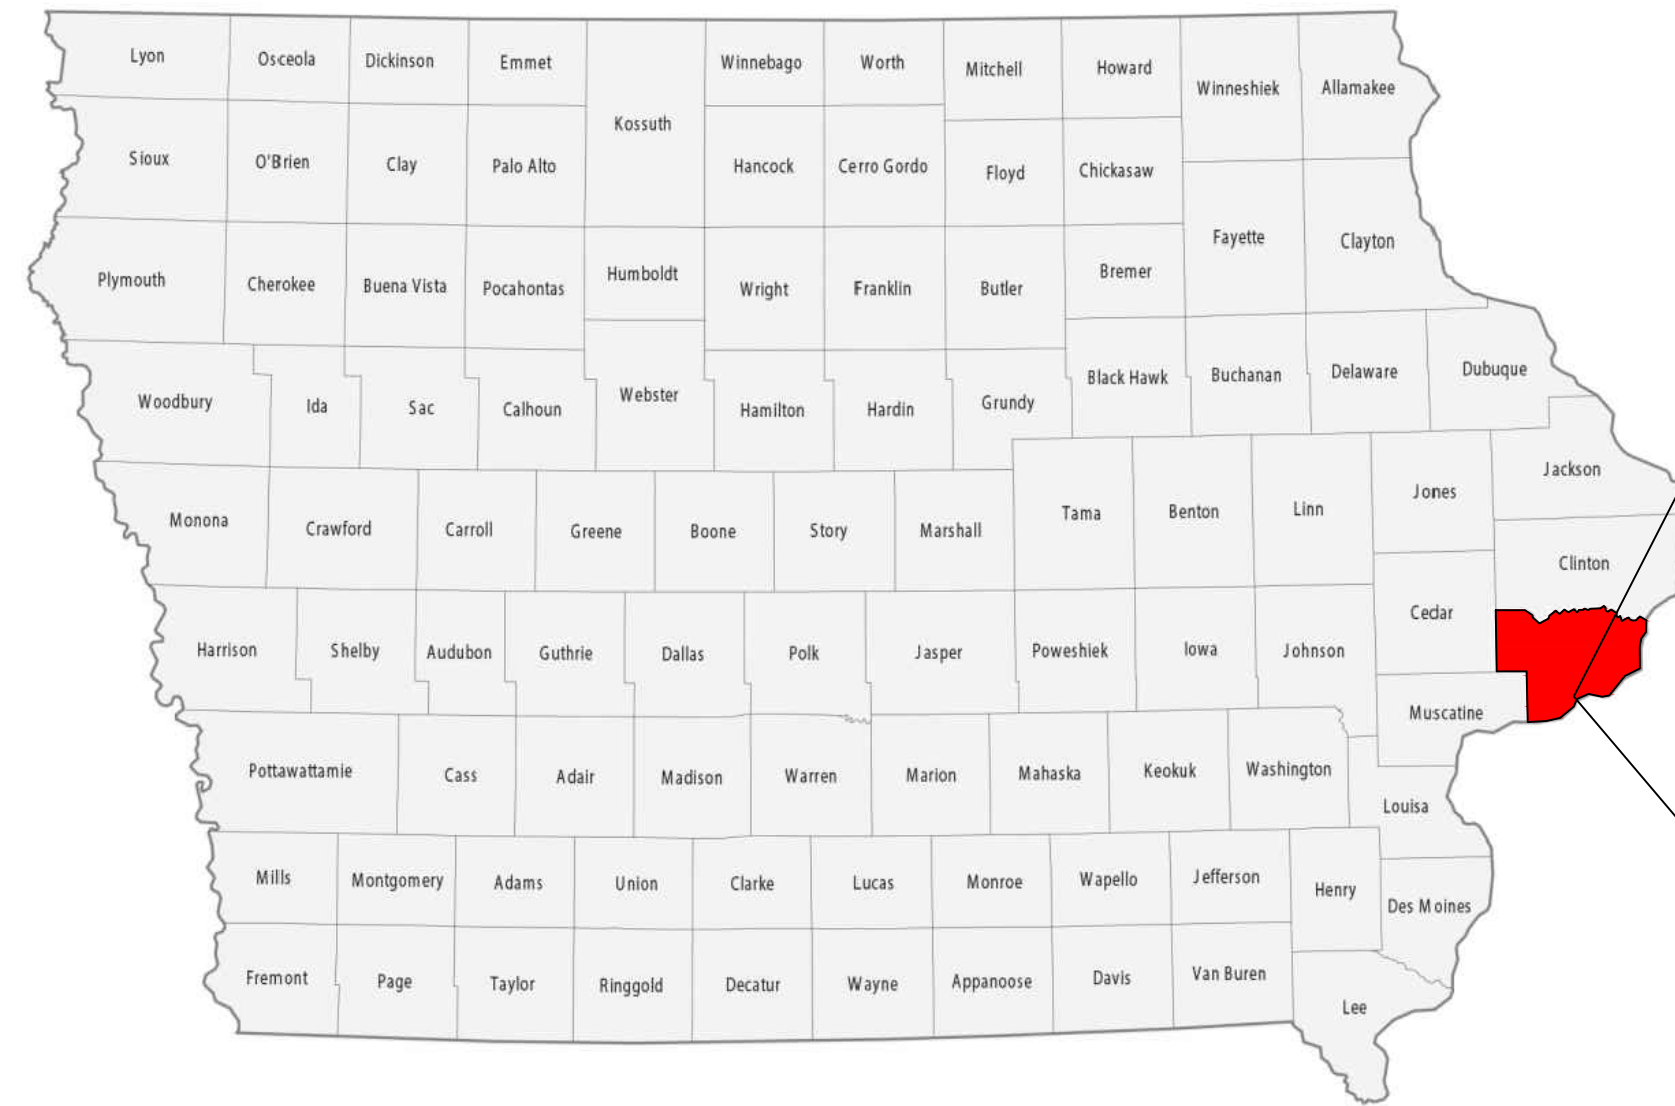 Lyon
Osceola
Dickinson
Emmet
Kossuth
Winnebago
Worth
Mitchell
Howard
Winneshiek
Allamakee
Sioux
O'Brien
Clay
Palo Alto
Hancock
Cerro Gordo
Floyd
Chickasaw
Fayette
Clayton
Plymouth
Cherokee
Buena Vista
Pocahontas
Humboldt
Wright
Franklin
Butler
Bremer
Woodbury
Ida
Sac
Calhoun
Webster
Hamilton
Hardin
Grundy
Black Hawk
Buchanan
Delaware
Dubuque
Monona
Crawford
Carroll
Greene
Boone
Story
Marshall
Tama
Benton
Linn
Jones
Jackson
Clinton
Harrison
Shelby
Audubon
Guthrie
Dallas
Polk
Jasper
Poweshiek
Iowa
Johnson
Cedar
Muscatine
Pottawattamie
Cass
Adair
Madison
Warren
Marion
Mahaska
Keokuk
Washington
Louisa
Mills
Montgomery
Adams
Union
Clarke
Lucas
Monroe
Wapello
Jefferson
Henry
Des Moines
Fremont
Page
Taylor
Ringgold
Decatur
Wayne
Appanoose
Davis
Van Buren
Lee